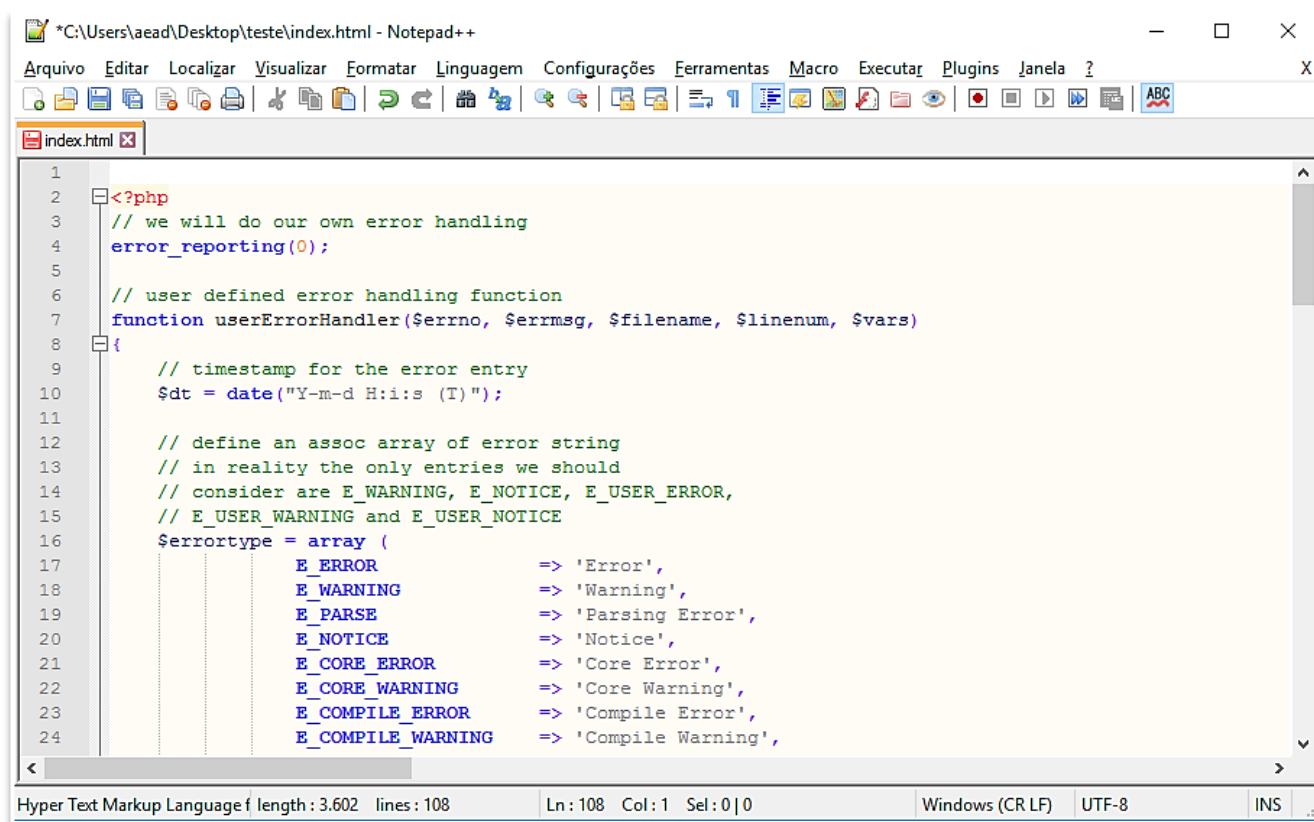 *C:\Users\aead\Desktop\teste\index.html - Notepad++
Arquivo Editar Localizar Visualizar Formatar Linguagem Configurações Ferramentas Macro Executar Plugins Janela ? X
ABC
index.html
1
2 <?php
3 // we will do our own error handling
4 error_reporting(0);
5
6 // user defined error handling function
7 function userErrorHandler($errno, $errmsg, $filename, $linenum, $vars)
8 {
9 // timestamp for the error entry
10 $dt = date("Y-m-d H:i:s (T)");
11
12 // define an assoc array of error string
13 // in reality the only entries we should
14 // consider are E_WARNING, E_NOTICE, E_USER_ERROR,
15 // E_USER_WARNING and E_USER_NOTICE
16 $errortype = array (
17 E_ERROR => 'Error',
18 E_WARNING => 'Warning',
19 E_PARSE => 'Parsing Error',
20 E_NOTICE => 'Notice',
21 E_CORE_ERROR => 'Core Error',
22 E_CORE_WARNING => 'Core Warning',
23 E_COMPILE_ERROR => 'Compile Error',
24 E_COMPILE_WARNING => 'Compile Warning',
Hyper Text Markup Language f length : 3.602 lines : 108 Ln : 108 Col : 1 Sel : 0 | 0 Windows (CR LF) UTF-8 INS